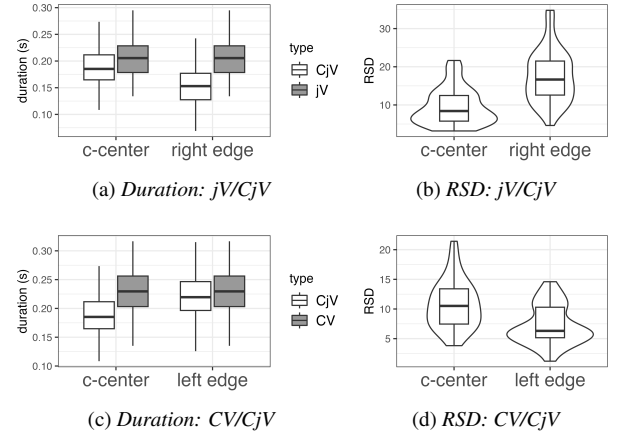 duration (s)
0.30
0.25
0.20
0.15
0.10
c-center right edge
type
CjV
jV
(a) Duration: jV/CjV
RSD
30
20
10
c-center right edge
(b) RSD: jV/CjV
duration (s)
0.30
0.25
0.20
0.15
0.10
c-center left edge
type
CjV
CV
(c) Duration: CV/CjV
RSD
20
15
10
5
c-center left edge
(d) RSD: CV/CjV